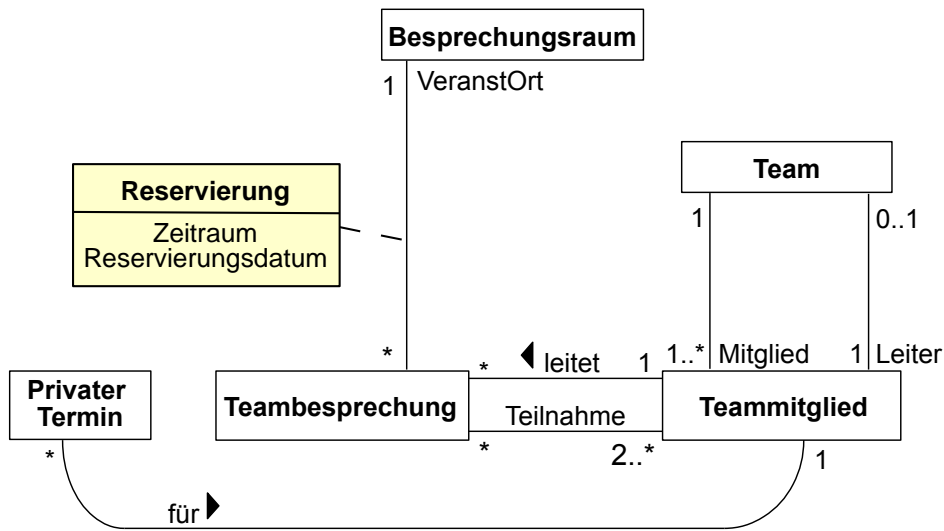 Besprechungsraum
1 VeranstOrt
Reservierung
Zeitraum
Reservierungsdatum
Team
1
0..1
*
* leitet 1
1..* Mitglied
1 Leiter
Privater
Termin
Teambesprechung
Teilnahme
Teammitglied
*
*
2..*
1
für